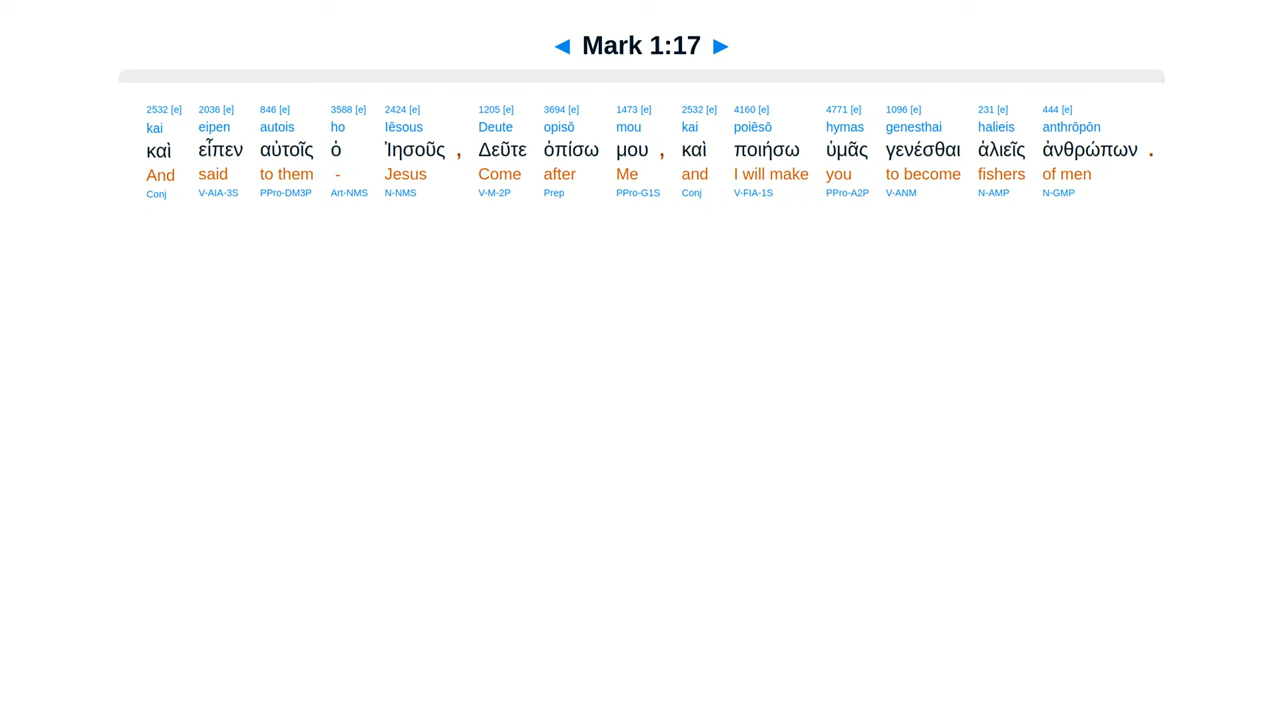 ◄ Mark 1:17 ►
2532 [e] 2036 [e] 846 [e] 3588 [e] 2424 [e] 1205 [e] 3694 [e] 1473 [e] 2532 [e] 4160 [e] 4771 [e] 1096 [e] 231 [e] 444 [e]
kai eipen autois ho Iēsous Deute opisō mou kai poiēsō hymas genesthai halieis anthrōpōn
καὶ εἶπεν αὐτοῖς ὁ Ἰησοῦς , Δεῦτε ὀπίσω μου , καὶ ποιήσω ὑμᾶς γενέσθαι ἁλιεῖς ἀνθρώπων .
And said to them - Jesus Come after Me and I will make you to become fishers of men
Conj V-AIA-3S PPro-DM3P Art-NMS N-NMS V-M-2P Prep PPro-G1S Conj V-FIA-1S PPro-A2P V-ANM N-AMP N-GMP